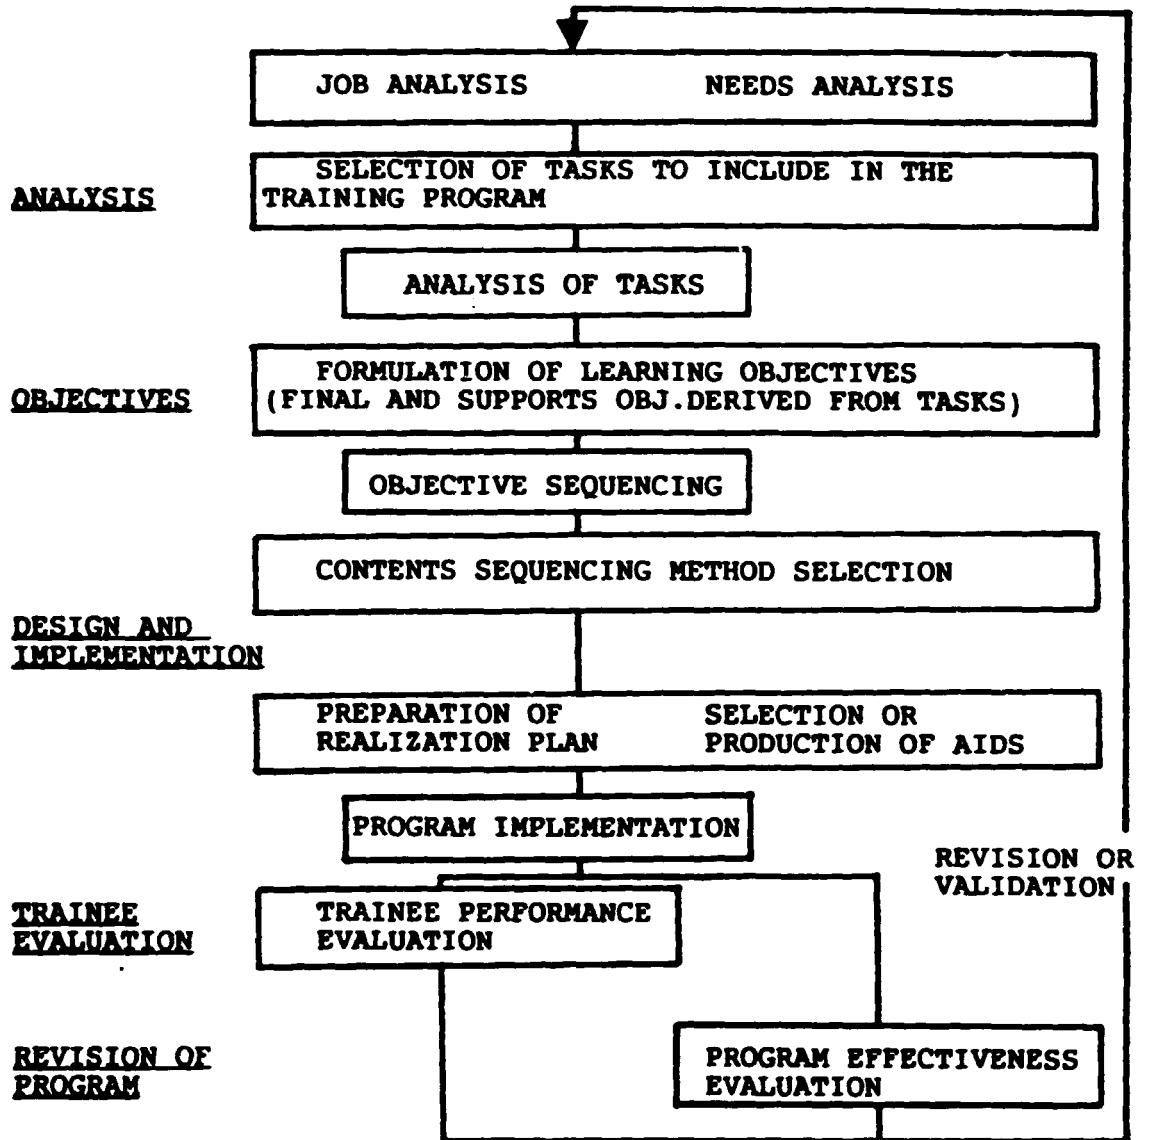 JOB ANALYSIS NEEDS ANALYSIS
ANALYSIS
SELECTION OF TASKS TO INCLUDE IN THE
TRAINING PROGRAM
ANALYSIS OF TASKS
OBJECTIVES
FORMULATION OF LEARNING OBJECTIVES
(FINAL AND SUPPORTS OBJ.DERIVED FROM TASKS)
OBJECTIVE SEQUENCING
CONTENTS SEQUENCING METHOD SELECTION
DESIGN AND
IMPLEMENTATION
PREPARATION OF
REALIZATION PLAN
SELECTION OR
PRODUCTION OF AIDS
PROGRAM IMPLEMENTATION
REVISION OR
VALIDATION
TRAINEE
EVALUATION
TRAINEE PERFORMANCE
EVALUATION
REVISION OF
PROGRAM
PROGRAM EFFECTIVENESS
EVALUATION